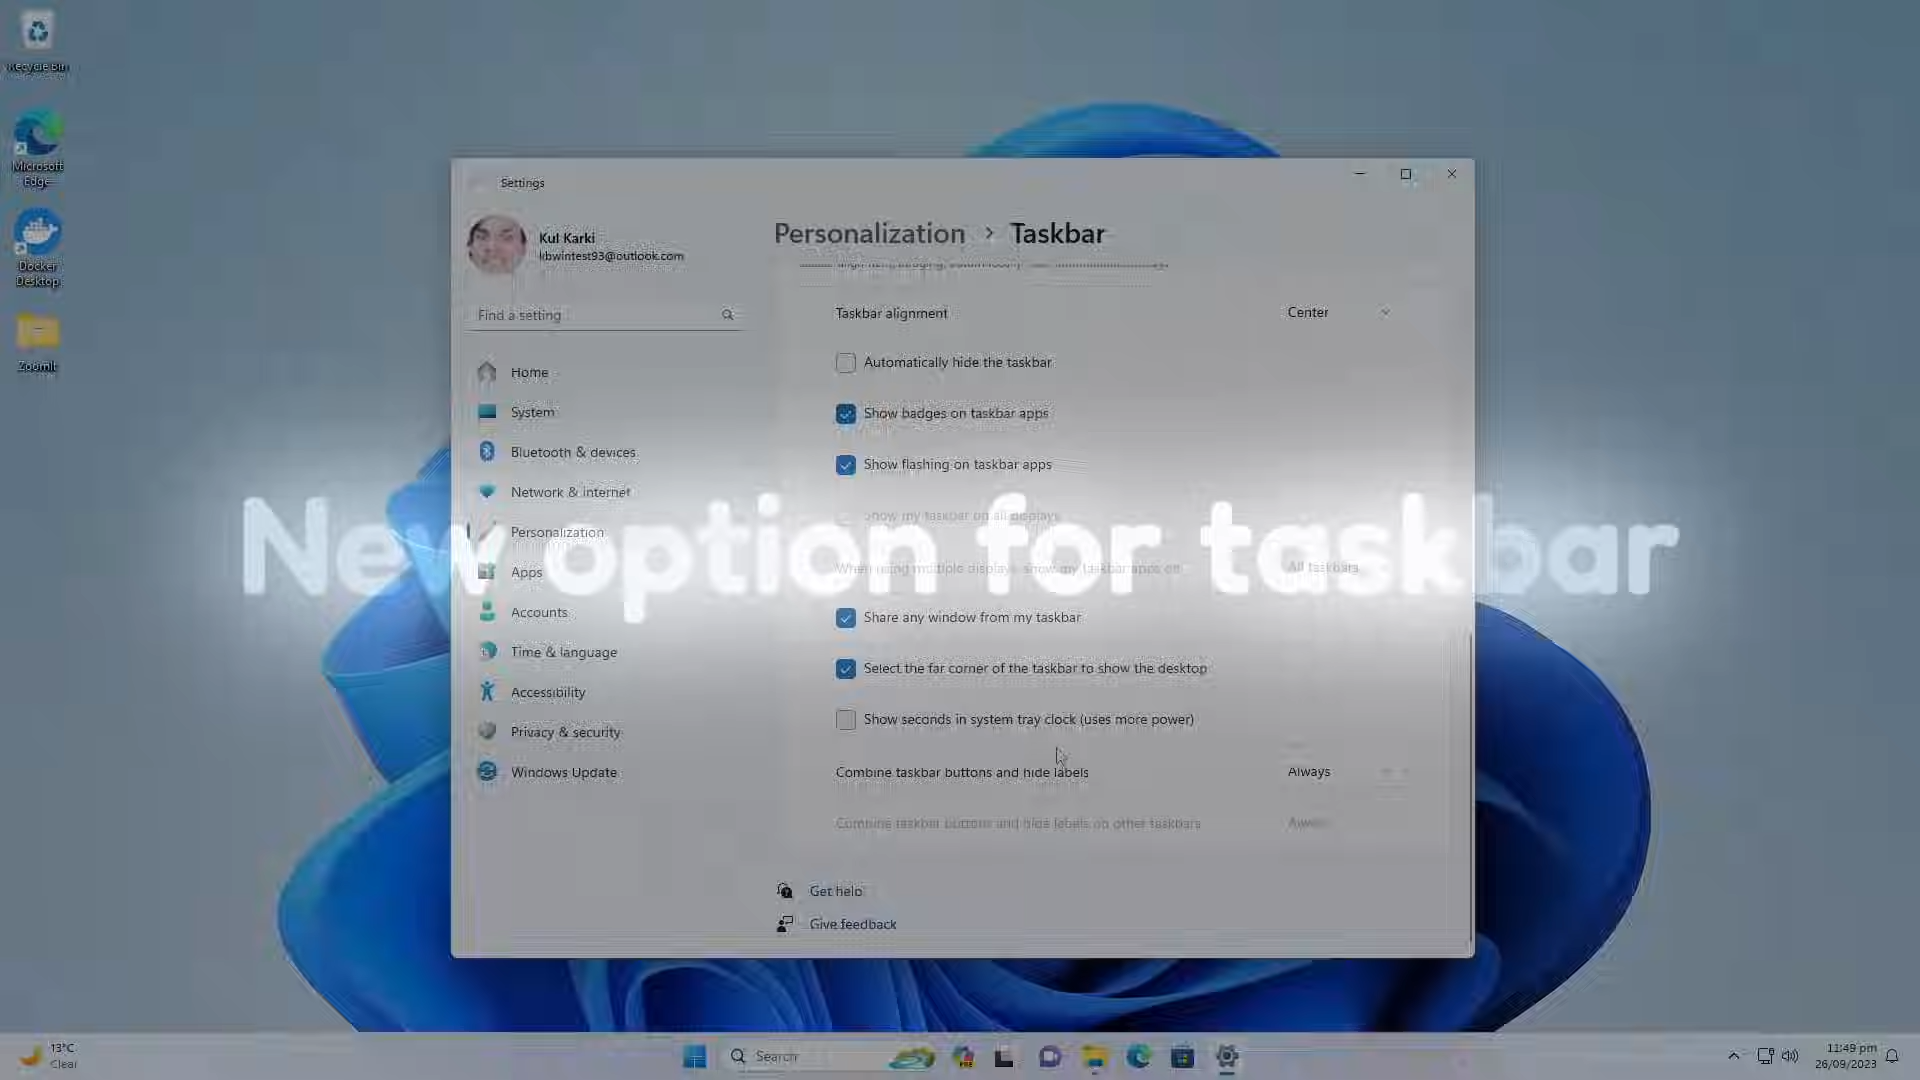 Recycle Bin
Microsoft
Edge
Docker
Desktop
ZoomIt
Settings
Kul Karki
kbwintest93@outlook.com
Find a setting
Home
System
Bluetooth & devices
Network & internet
Personalization
Apps
Accounts
Time & language
Accessibility
Privacy & security
Windows Update
Personalization > Taskbar
Taskbar alignment
Center
Automatically hide the taskbar
Show badges on taskbar apps
Show flashing on taskbar apps
Show my taskbar on all displays
New option for taskbar
When using multiple displays, show my taskbar apps on
All taskbars
Share any window from my taskbar
Select the far corner of the taskbar to show the desktop
Show seconds in system tray clock (uses more power)
Combine taskbar buttons and hide labels
Always
Combine taskbar buttons and hide labels on other taskbars
Always
Get help
Give feedback
13°C
Clear
Search
11:49 pm
26/09/2023